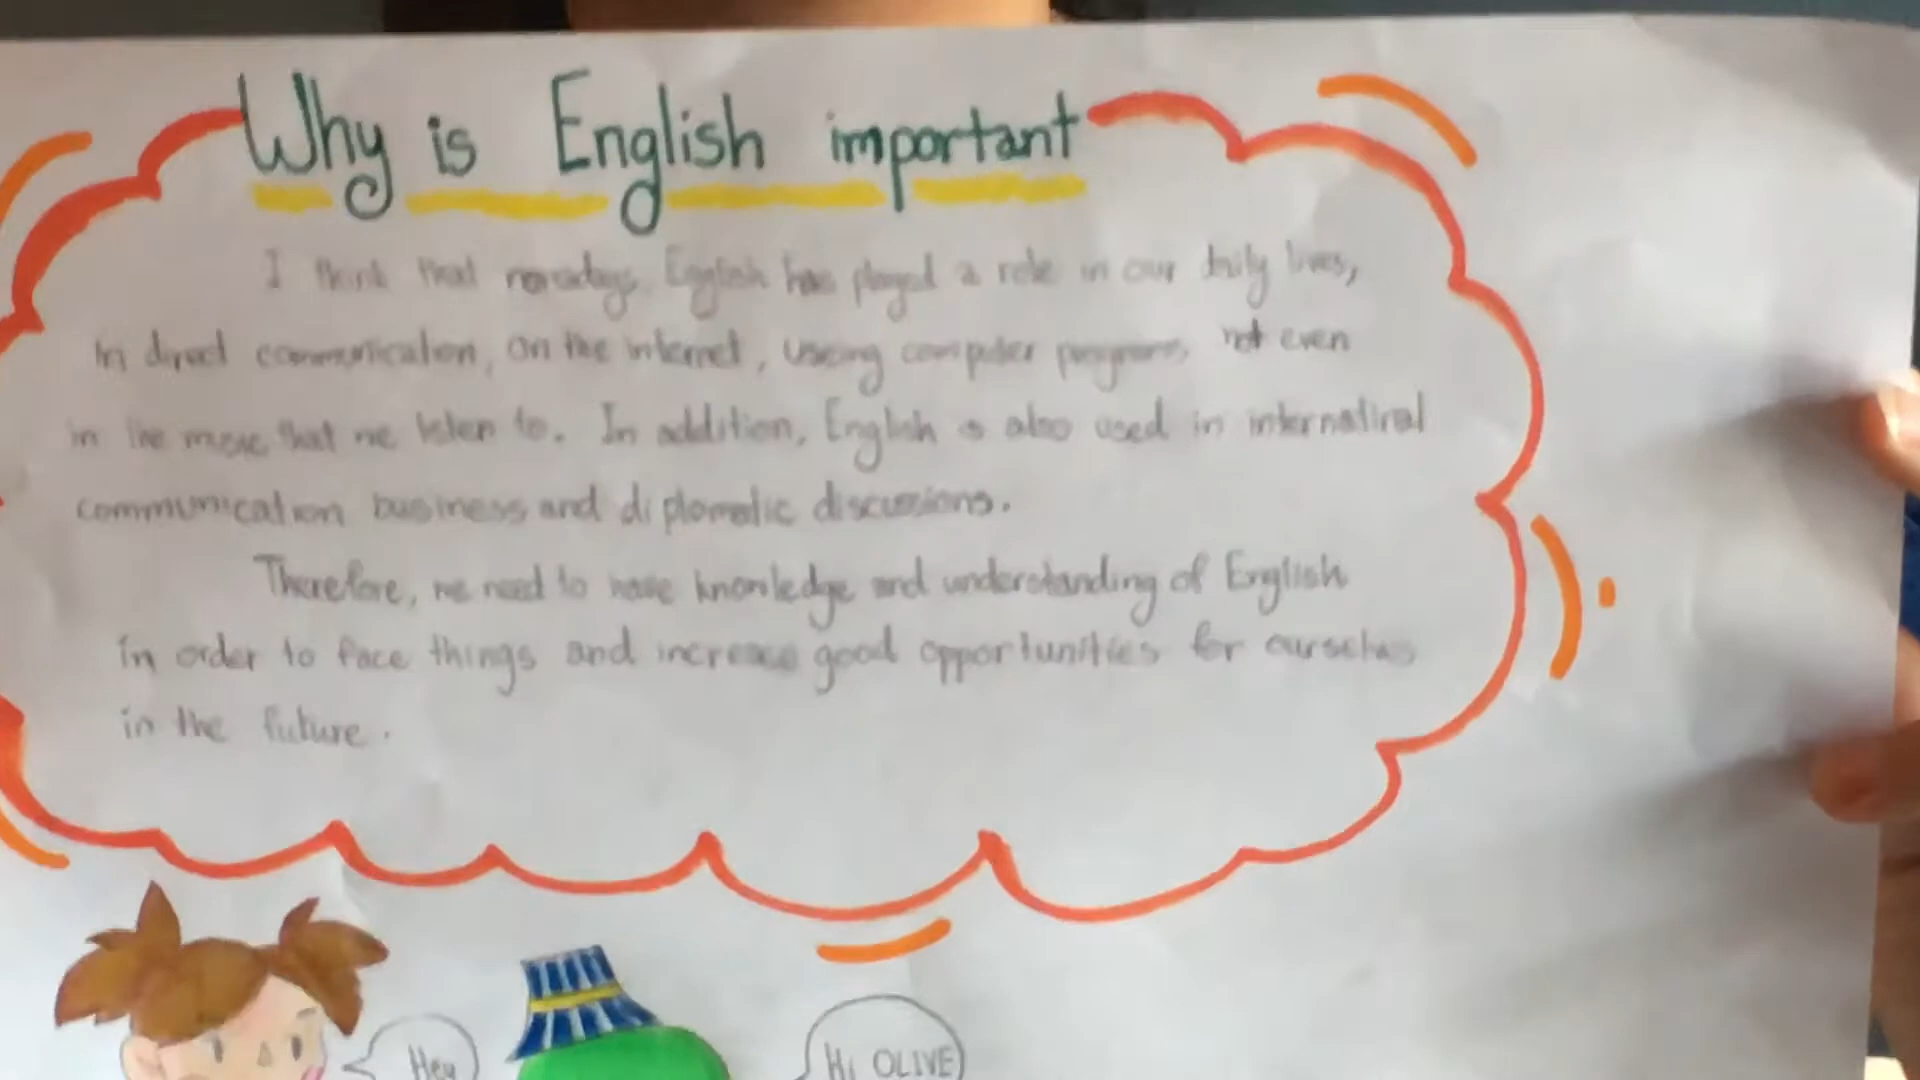 Why is English important
I think that nowadays English has played a role in our daily lives,
in direct communication, on the internet, using computer programs, not even
in the music that we listen to. In addition, English is also used in international
communication business and diplomatic discussions.
Therefore, we need to have knowledge and understanding of English
in order to face things and increase good opportunities for ourselves
in the future.
Hey
Hi OLIVE